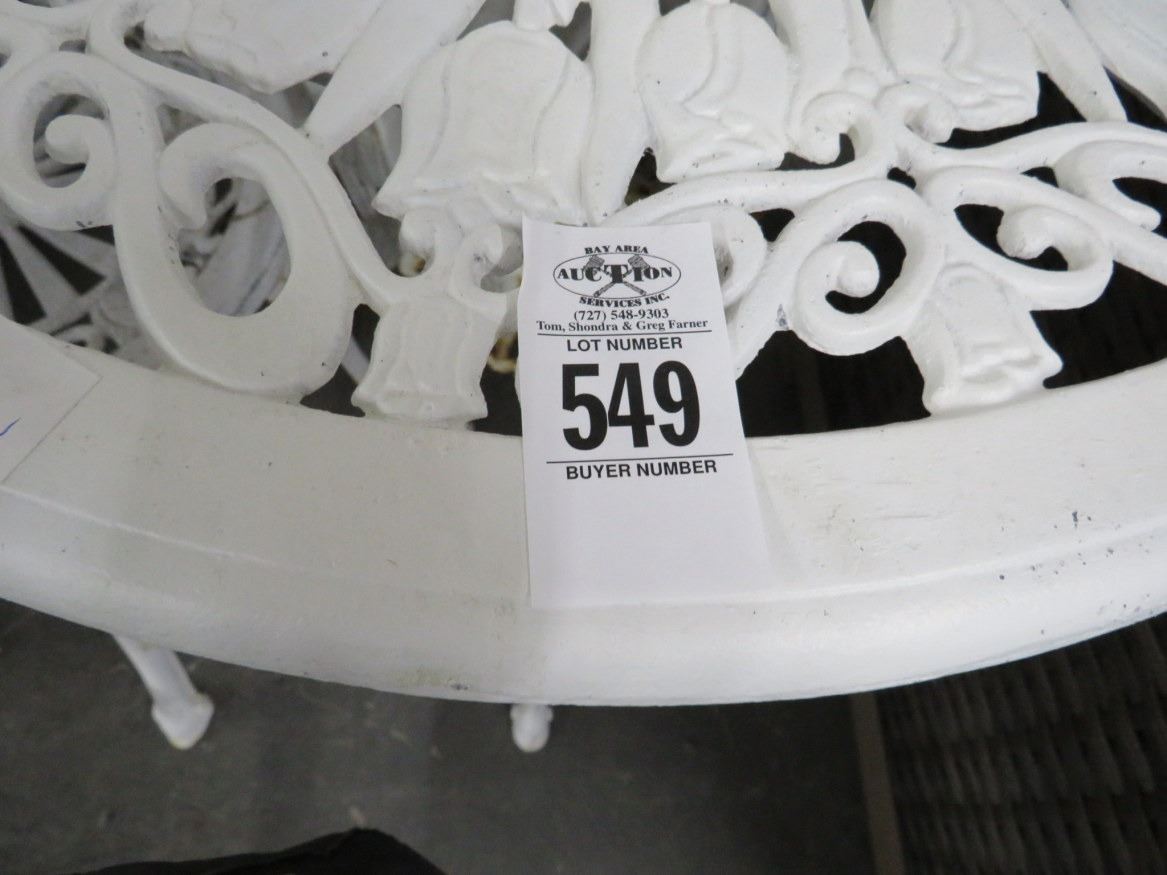 BAY AREA
AUCTION
SERVICES INC.
(727) 548-9303
Tom, Shondra & Greg Farner
LOT NUMBER
549
BUYER NUMBER